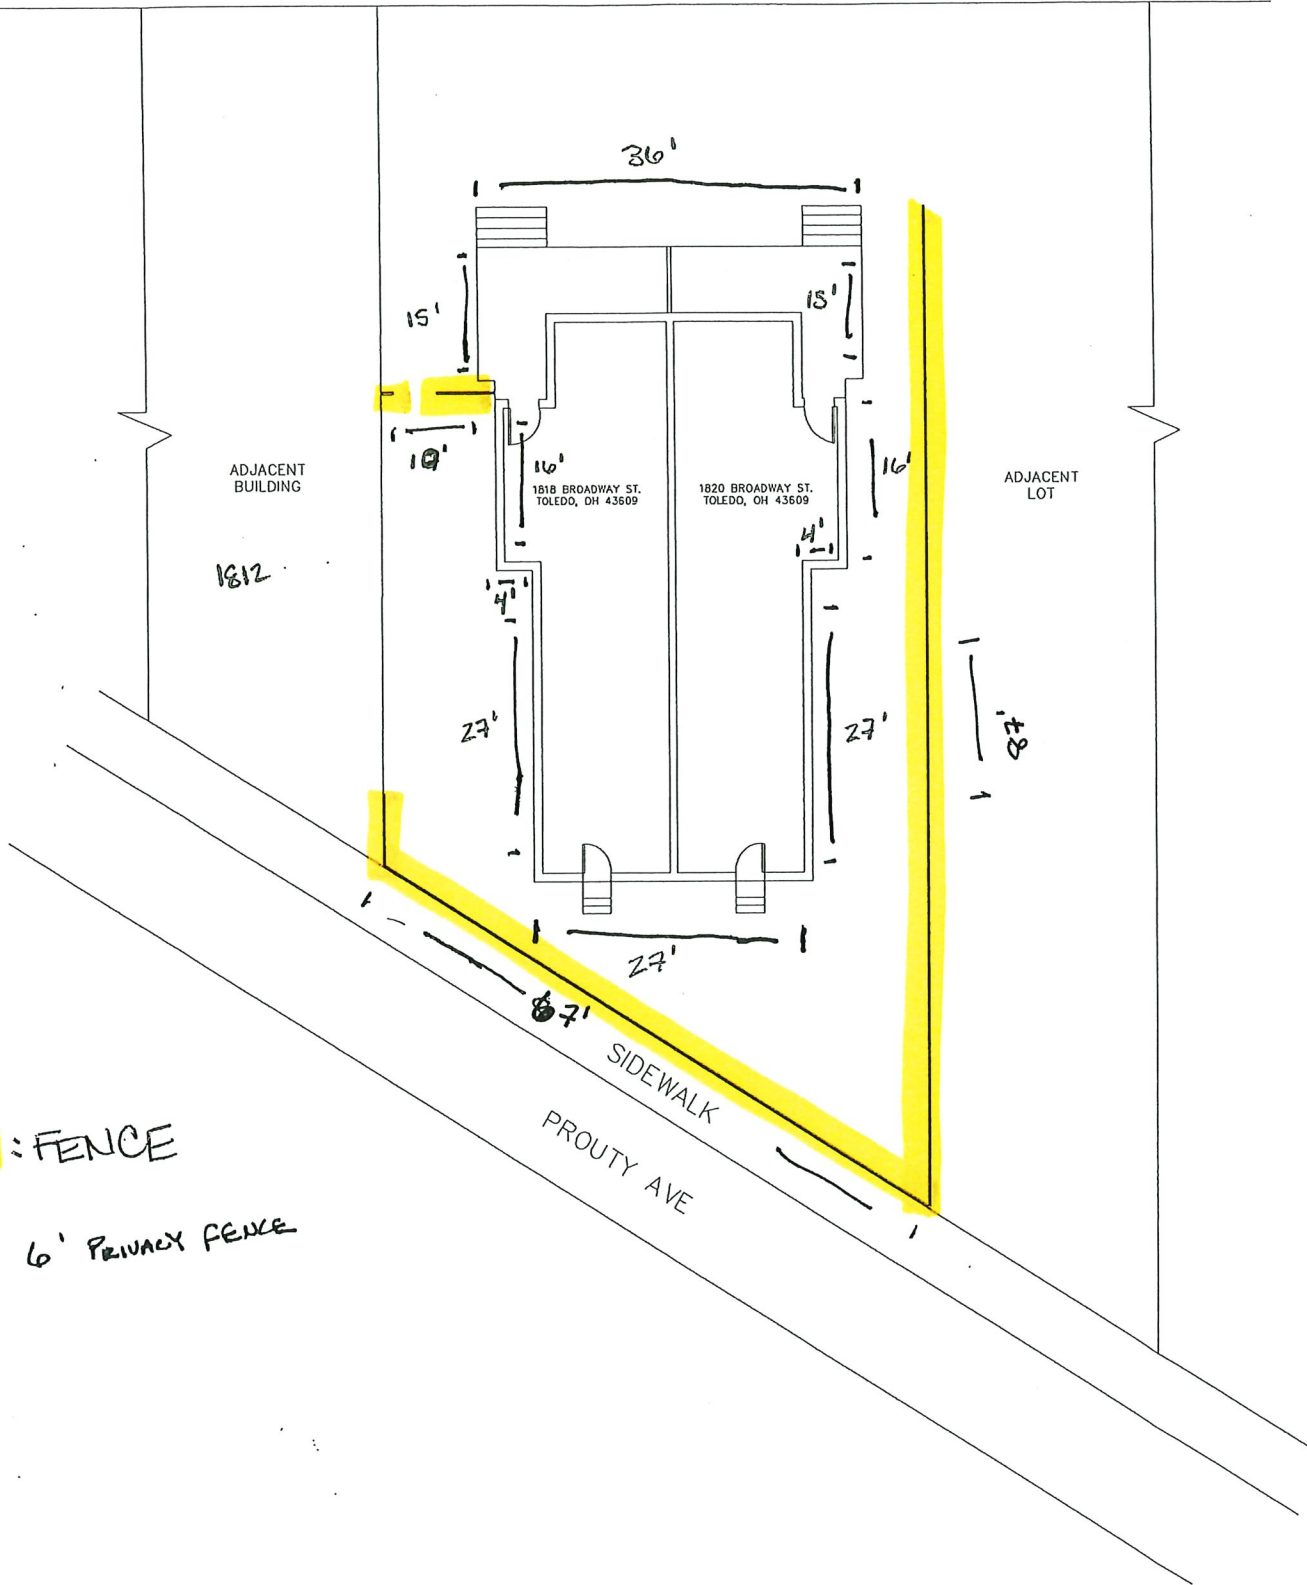 36'
15'
15'
10'
16'
16'
ADJACENT
BUILDING
1818 BROADWAY ST.
TOLEDO, OH 43609
1820 BROADWAY ST.
TOLEDO, OH 43609
ADJACENT
LOT
4'
1812
4'
27'
27'
87'
27'
67'
SIDEWALK
PROUTY AVE
: FENCE
6' PRIVACY FENCE